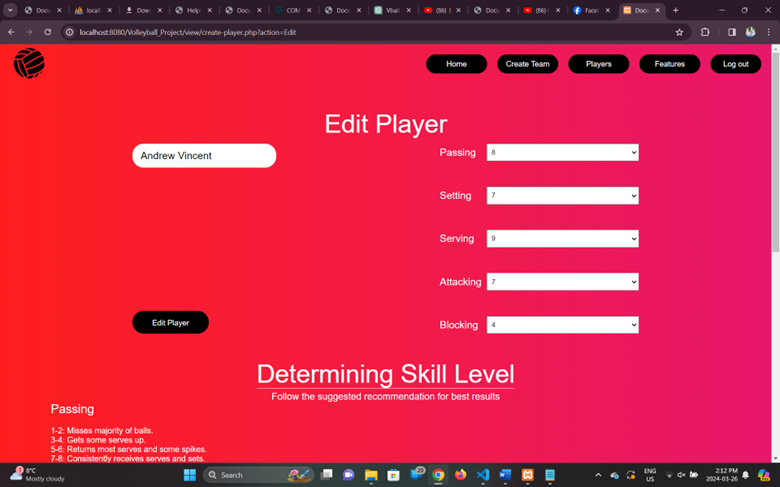 Docu
locall
Down
Help
Docu
COM
Docu
Vball
(86) 1
Docu
(86)
Face
Docu
localhost:8080/Volleyball_Project/view/create-player.php?action=Edit
Home
Create Team
Players
Features
Log out
Edit Player
Andrew Vincent
Passing
8
Setting
7
Serving
9
Attacking
7
Blocking
4
Edit Player
Determining Skill Level
Follow the suggested recommendation for best results
Passing
1-2: Misses majority of balls.
3-4: Gets some serves up.
5-6: Returns most serves and some spikes.
7-8: Consistently receives serves and sets.
8°C
Mostly cloudy
Search
ENG
US
2:12 PM
2024-03-26